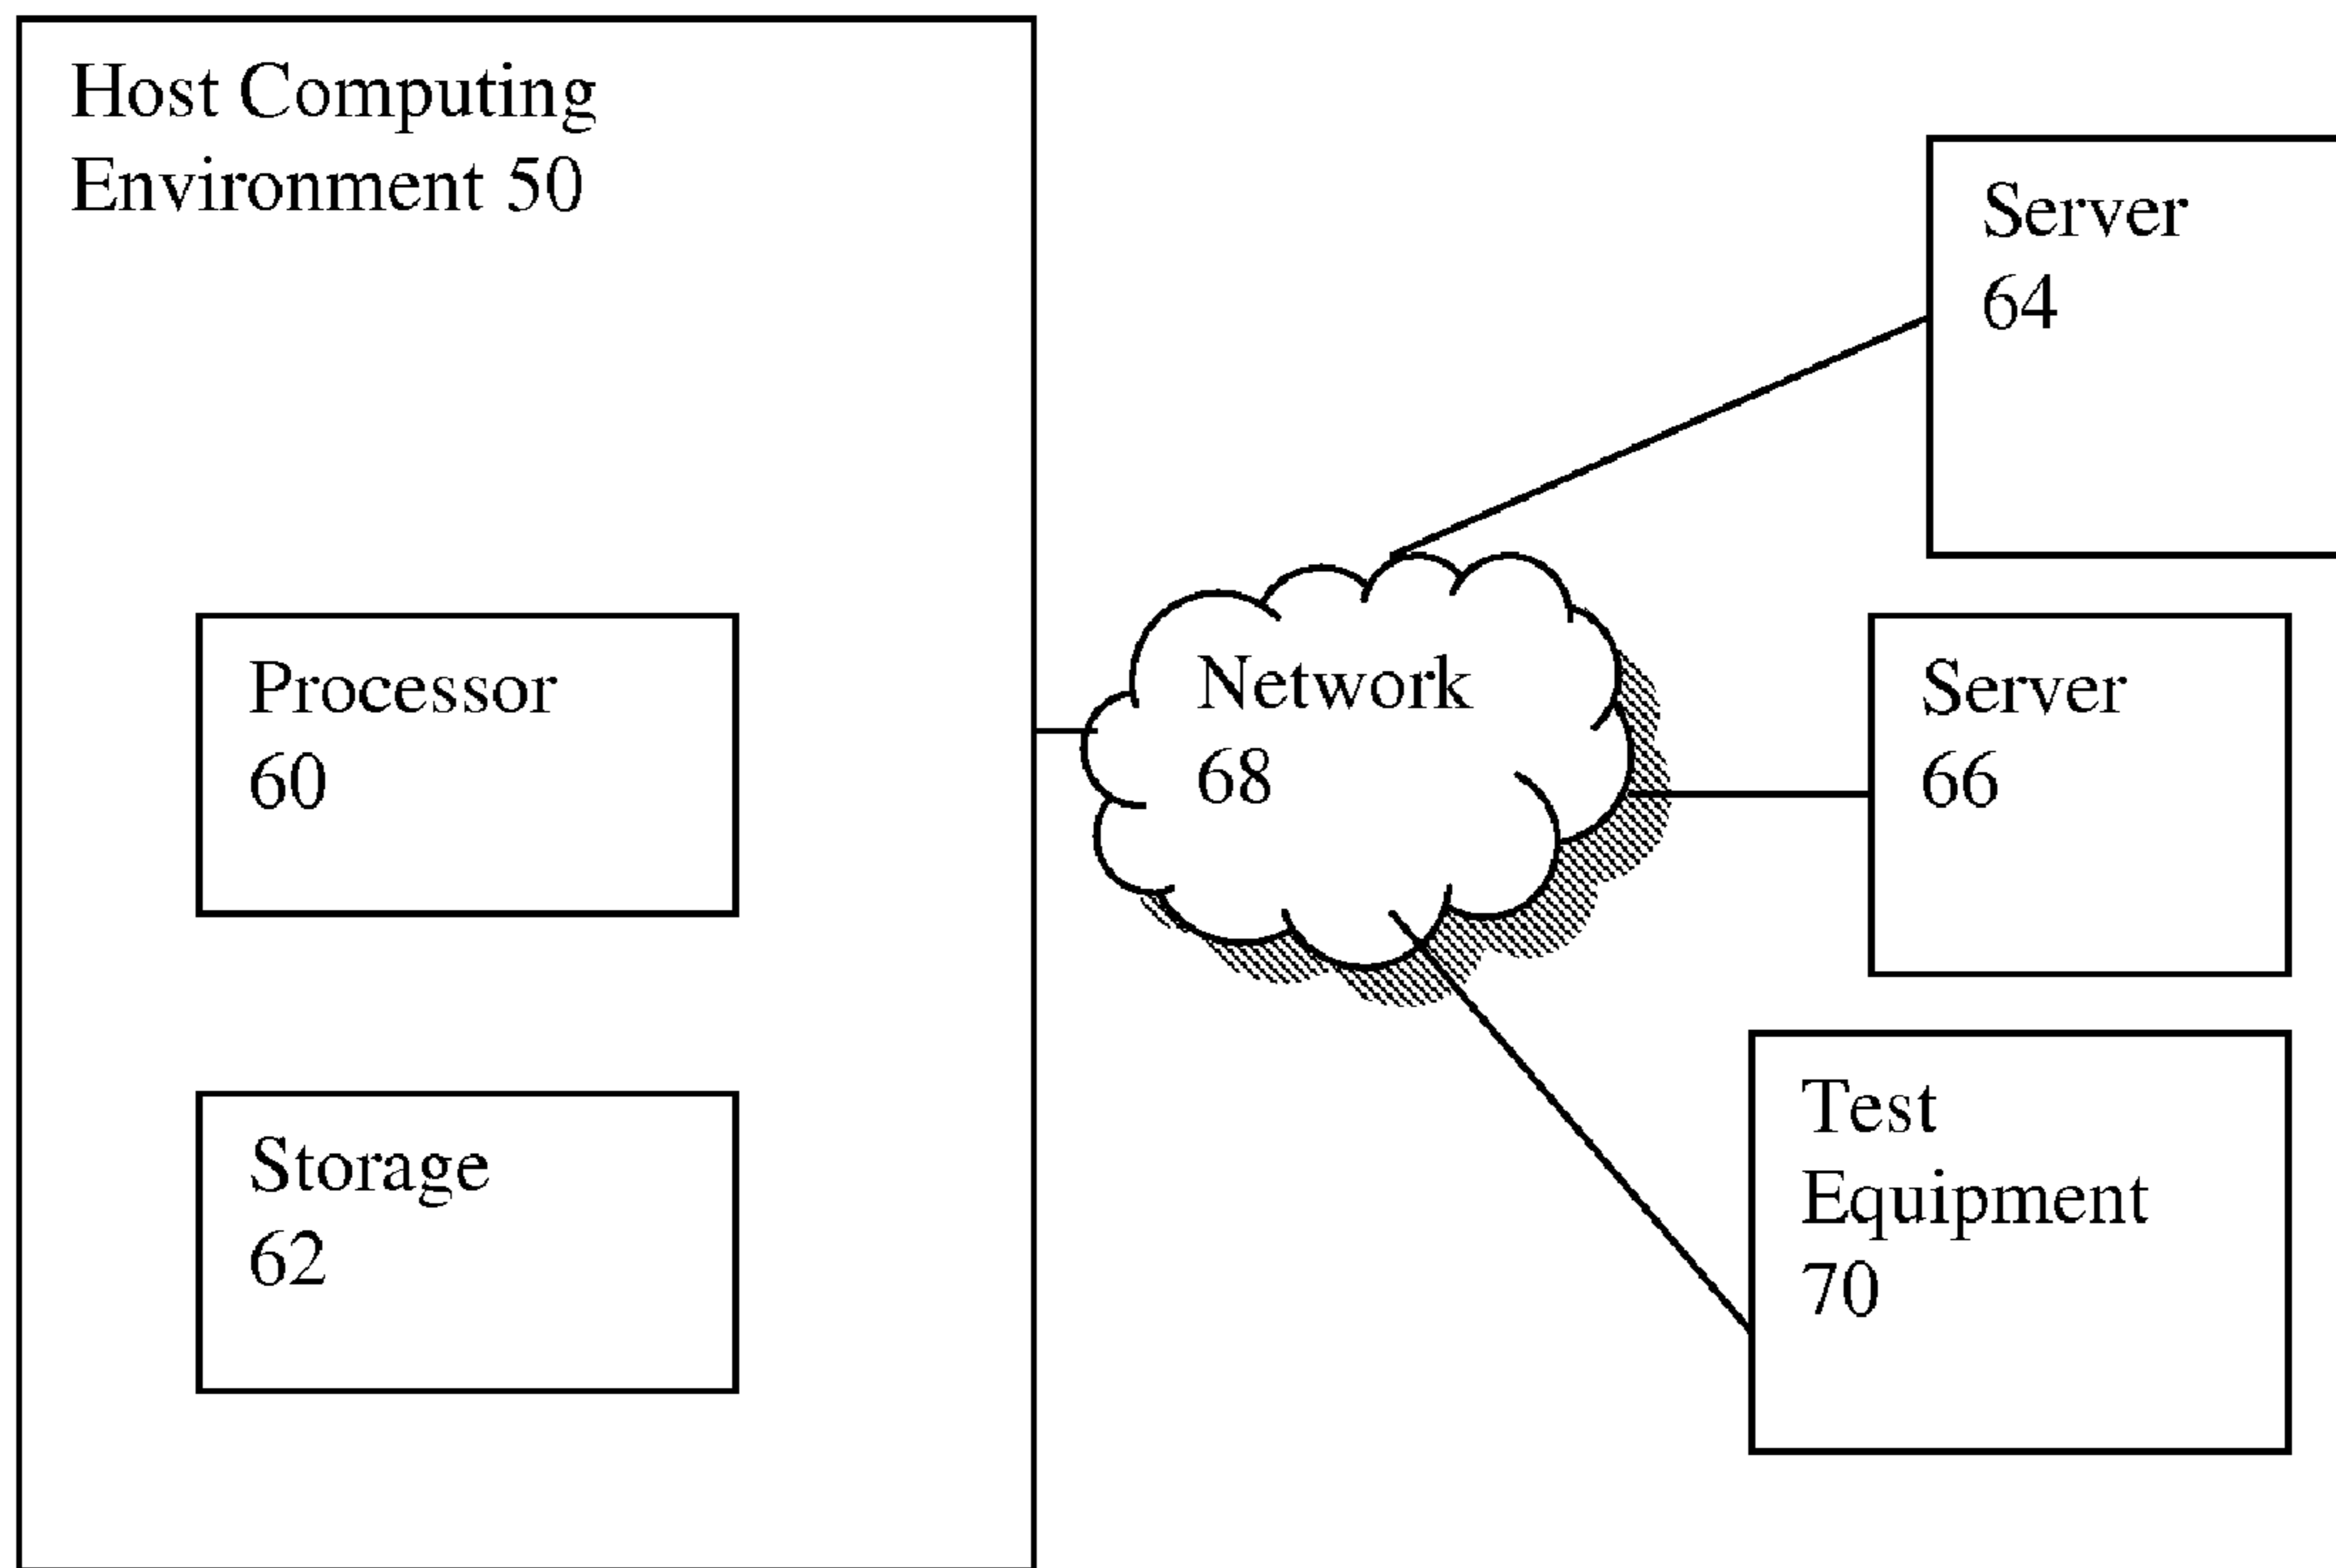 Host Computing
Environment 50
Processor
60
Storage
62
Network
68
Server
64
Server
66
Test
Equipment
70